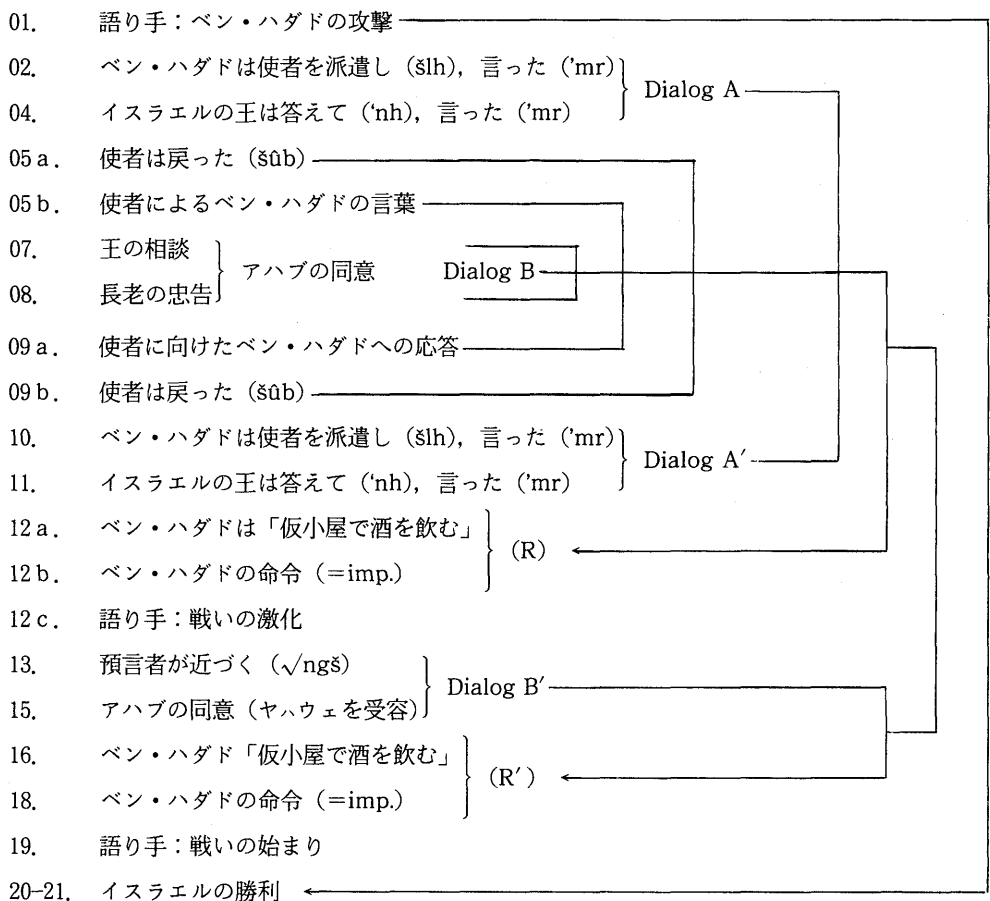 01. 語り手：ベン・ハダドの攻撃
02. ベン・ハダドは使者を派遣し（šlh），言った（'mr）
Dialog A
04. イスラエルの王は答えて（‘nh），言った（'mr）
05 a. 使者は戻った（šûb）
05 b. 使者によるベン・ハダドの言葉
07. 王の相談
アハブの同意 Dialog B
08. 長老の忠告
09 a. 使者に向けたベン・ハダドへの応答
09 b. 使者は戻った（šûb）
10. ベン・ハダドは使者を派遣し（šlh），言った（'mr）
Dialog A′
11. イスラエルの王は答えて（‘nh），言った（'mr）
12 a. ベン・ハダドは「仮小屋で酒を飲む」
(R)
12 b. ベン・ハダドの命令（＝imp.）
12 c. 語り手：戦いの激化
13. 預言者が近づく（√ngš）
Dialog B′
15. アハブの同意（ヤハウェを受容）
16. ベン・ハダド「仮小屋で酒を飲む」
(R′)
18. ベン・ハダドの命令（＝imp.）
19. 語り手：戦いの始まり
20-21. イスラエルの勝利